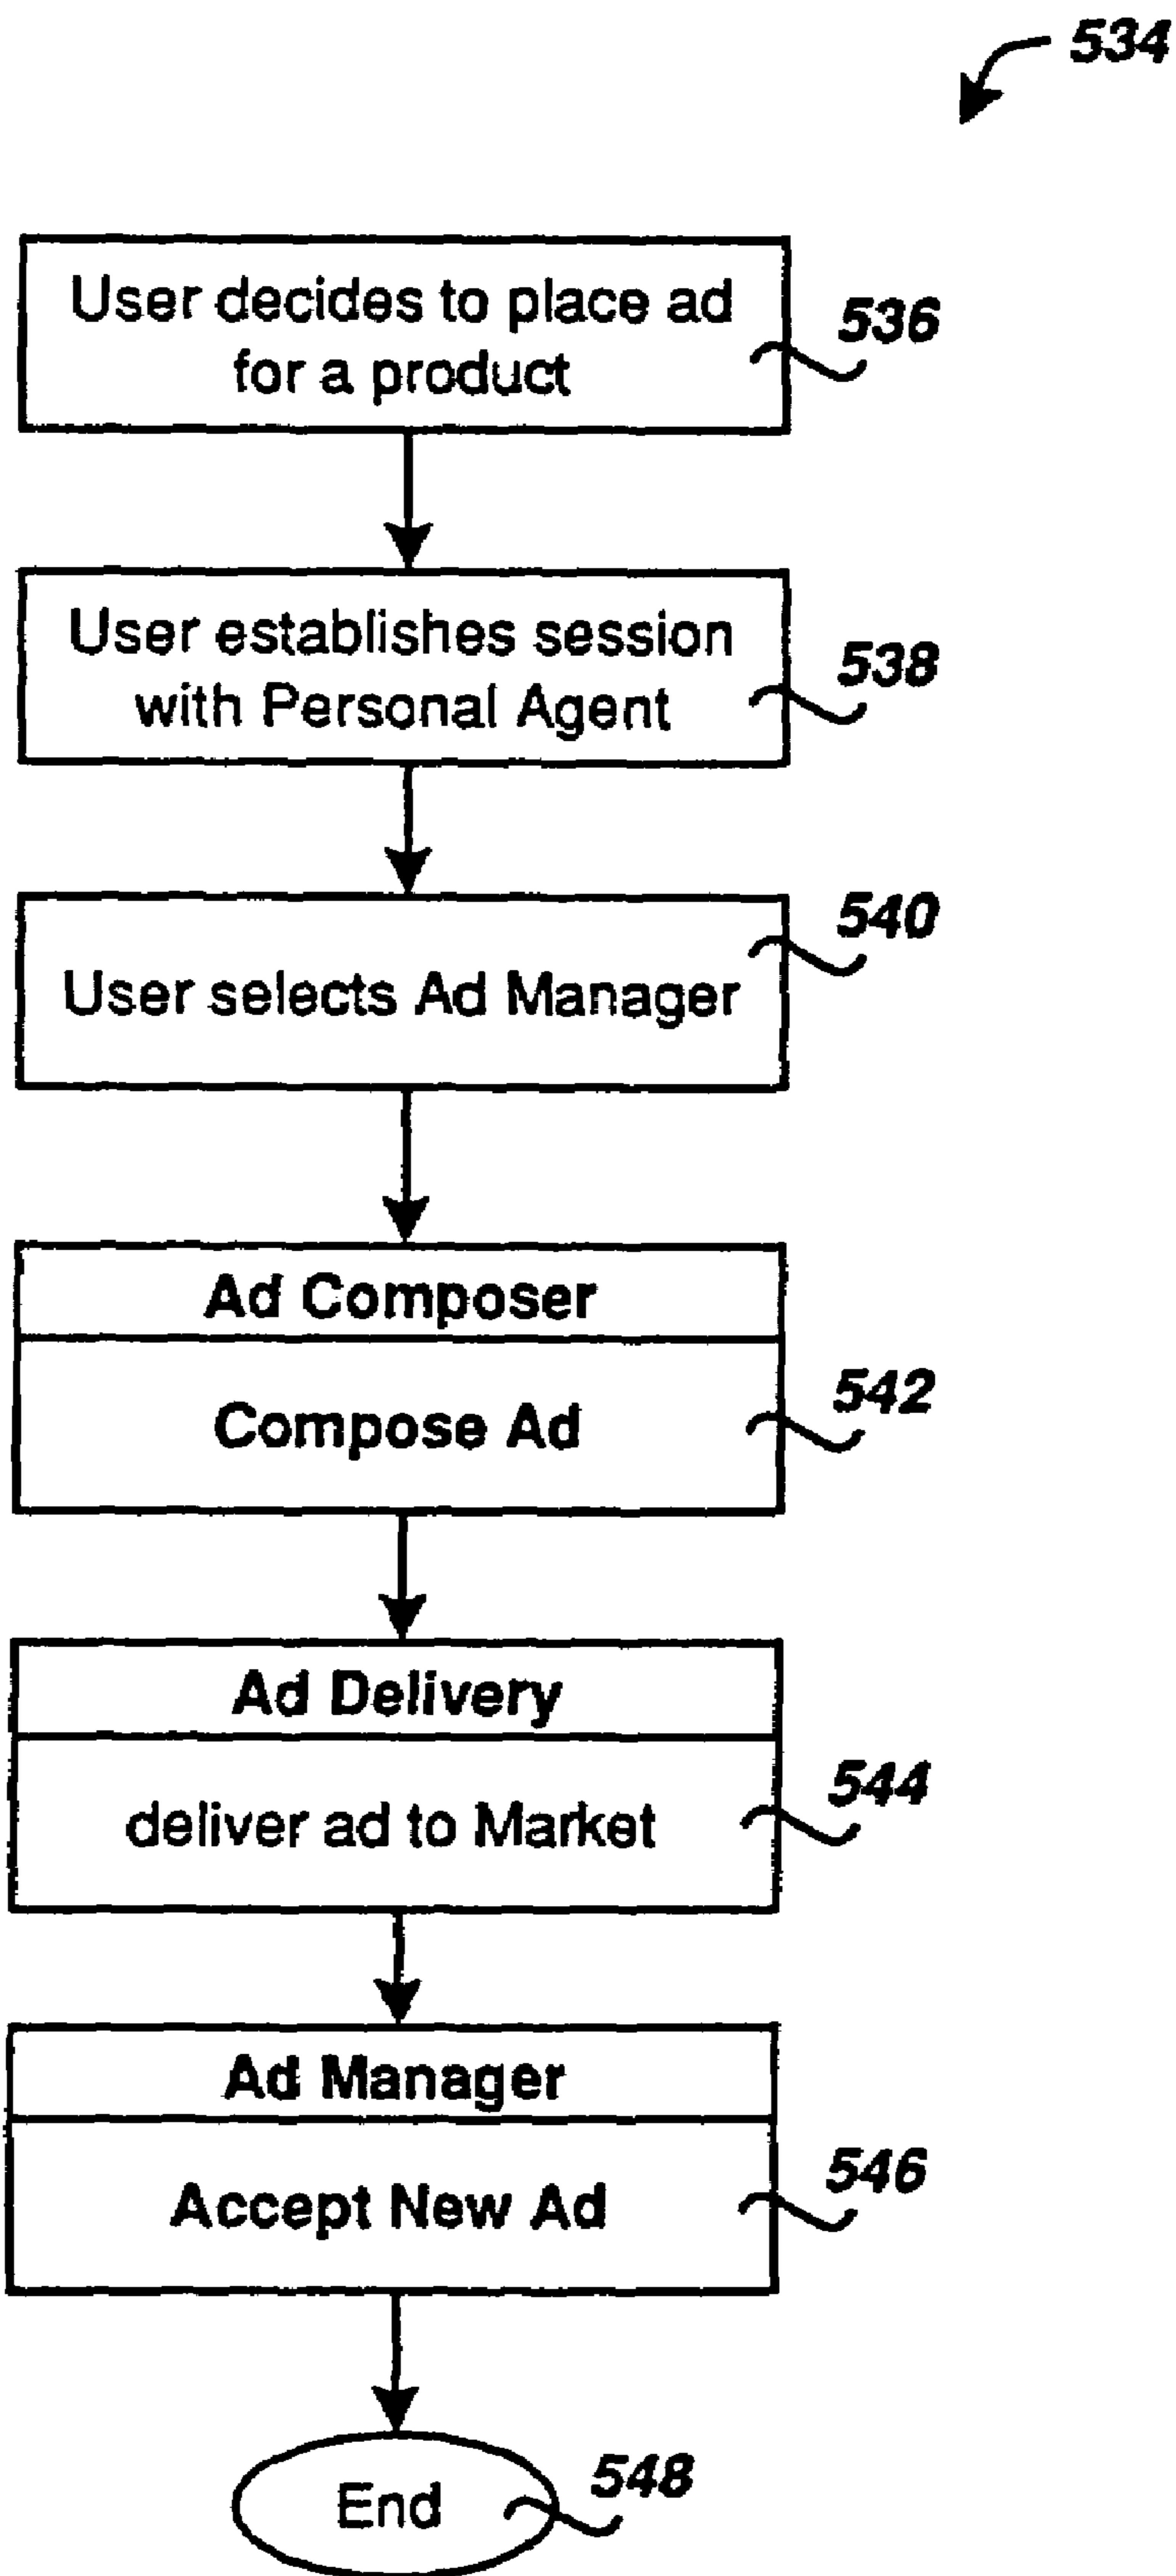 534
User decides to place ad
for a product
536
User establishes session
with Personal Agent
538
540
User selects Ad Manager
Ad Composer
Compose Ad
542
Ad Delivery
deliver ad to Market
544
Ad Manager
Accept New Ad
546
End
548